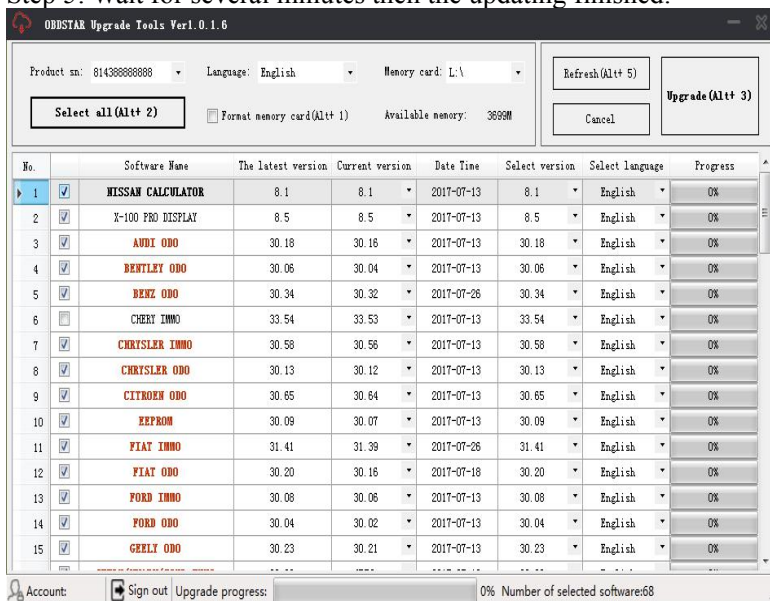 Step 5: Wait for several minutes then the updating finished.
OBDSTAR Upgrade Tools Ver1.0.1.6
Product sn: 814388888888 Language: English Memory card: L:\ Refresh(Alt+ 5) Upgrade(Alt+ 3)
Select all(Alt+ 2) Format memory card(Alt+ 1) Available memory: 3699M Cancel
No. Software Name The latest version Current version Date Time Select version Select language Progress
1 NISSAN CALCULATOR 8.1 8.1 2017-07-13 8.1 English 0%
2 X-100 PRO DISPLAY 8.5 8.5 2017-07-13 8.5 English 0%
3 AUDI ODO 30.18 30.16 2017-07-13 30.18 English 0%
4 BENTLEY ODO 30.06 30.04 2017-07-13 30.06 English 0%
5 BENZ ODO 30.34 30.32 2017-07-26 30.34 English 0%
6 CHERY IMMO 33.54 33.53 2017-07-13 33.54 English 0%
7 CHRYSLER IMMO 30.58 30.56 2017-07-13 30.58 English 0%
8 CHRYSLER ODO 30.13 30.12 2017-07-13 30.13 English 0%
9 CITROEN ODO 30.65 30.64 2017-07-13 30.65 English 0%
10 EEPROM 30.09 30.07 2017-07-13 30.09 English 0%
11 FIAT IMMO 31.41 31.39 2017-07-26 31.41 English 0%
12 FIAT ODO 30.20 30.16 2017-07-18 30.20 English 0%
13 FORD IMMO 30.08 30.06 2017-07-13 30.08 English 0%
14 FORD ODO 30.04 30.02 2017-07-13 30.04 English 0%
15 GEELY ODO 30.23 30.21 2017-07-13 30.23 English 0%
Account: Sign out Upgrade progress: 0% Number of selected software:68